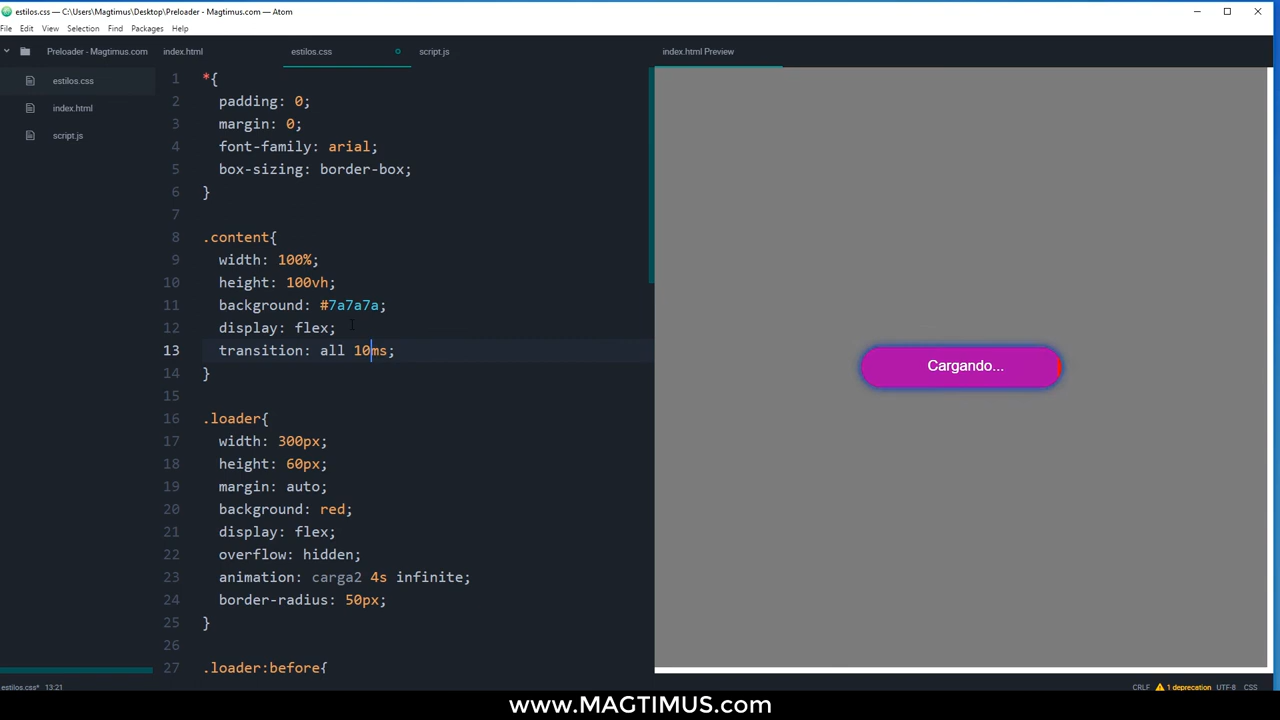 estilos.css — C:\Users\Magtimus\Desktop\Preloader - Magtimus.com — Atom
File Edit View Selection Find Packages Help
Preloader - Magtimus.com index.html estilos.css script.js index.html Preview
estilos.css
index.html
script.js
1 *{
2 padding: 0;
3 margin: 0;
4 font-family: arial;
5 box-sizing: border-box;
6 }
7
8 .content{
9 width: 100%;
10 height: 100vh;
11 background: #7a7a7a;
12 display: flex;
13 transition: all 10ms;
14 }
15
16 .loader{
17 width: 300px;
18 height: 60px;
19 margin: auto;
20 background: red;
21 display: flex;
22 overflow: hidden;
23 animation: carga2 4s infinite;
24 border-radius: 50px;
25 }
26
27 .loader:before{
Cargando...
estilos.css* 13:21 CRLF 1 deprecation UTF-8 CSS
www.MAGTIMUS.com